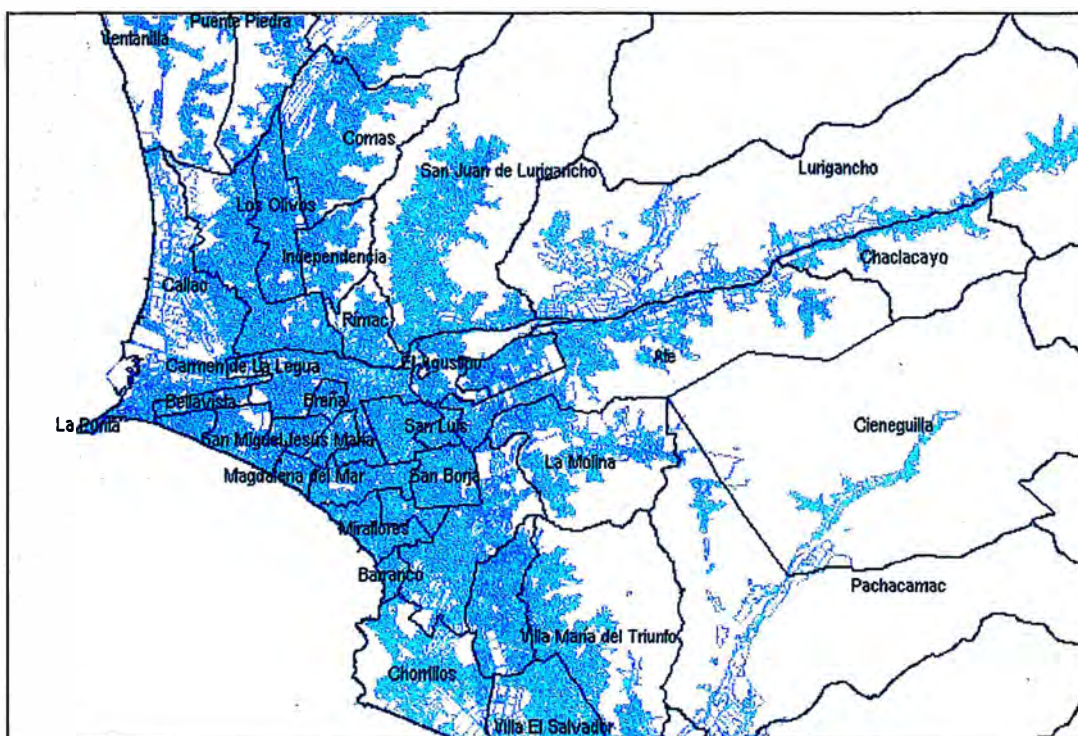 Puente Piedra
Ventanilla
Comas
San Juan de Lurigancho
Lurigancho
Los Olivos
Independencia
Chaclacayo
Callao
Rímac
El Agustino
Ate
Carmen de La Legua
Bellavista
Breña
La Punta
San Miguel
Jesús María
San Luis
Cieneguilla
Magdalena del Mar
San Borja
La Molina
Miraflores
Barranco
Pachacamac
Villa María del Triunfo
Chorrillos
Villa El Salvador